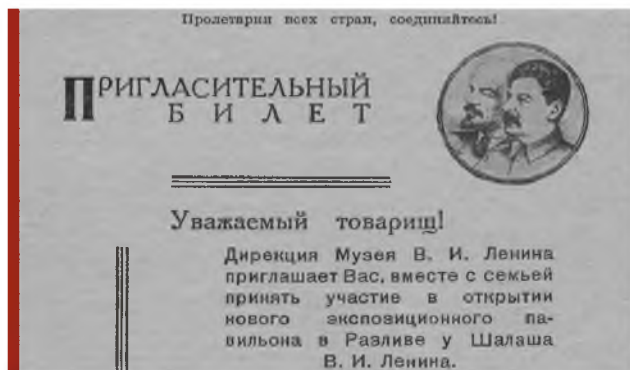 Пролетарии всех стран, соединяйтесь!
ПРИГЛАСИТЕЛЬНЫЙ
БИЛЕТ
Уважаемый товарищ!
Дирекция Музея В. И. Ленина
приглашает Вас, вместе с семьей
принять участие в открытии
нового экспозиционного па-
вильона в Разливе у Шалаша
В. И. Ленина.